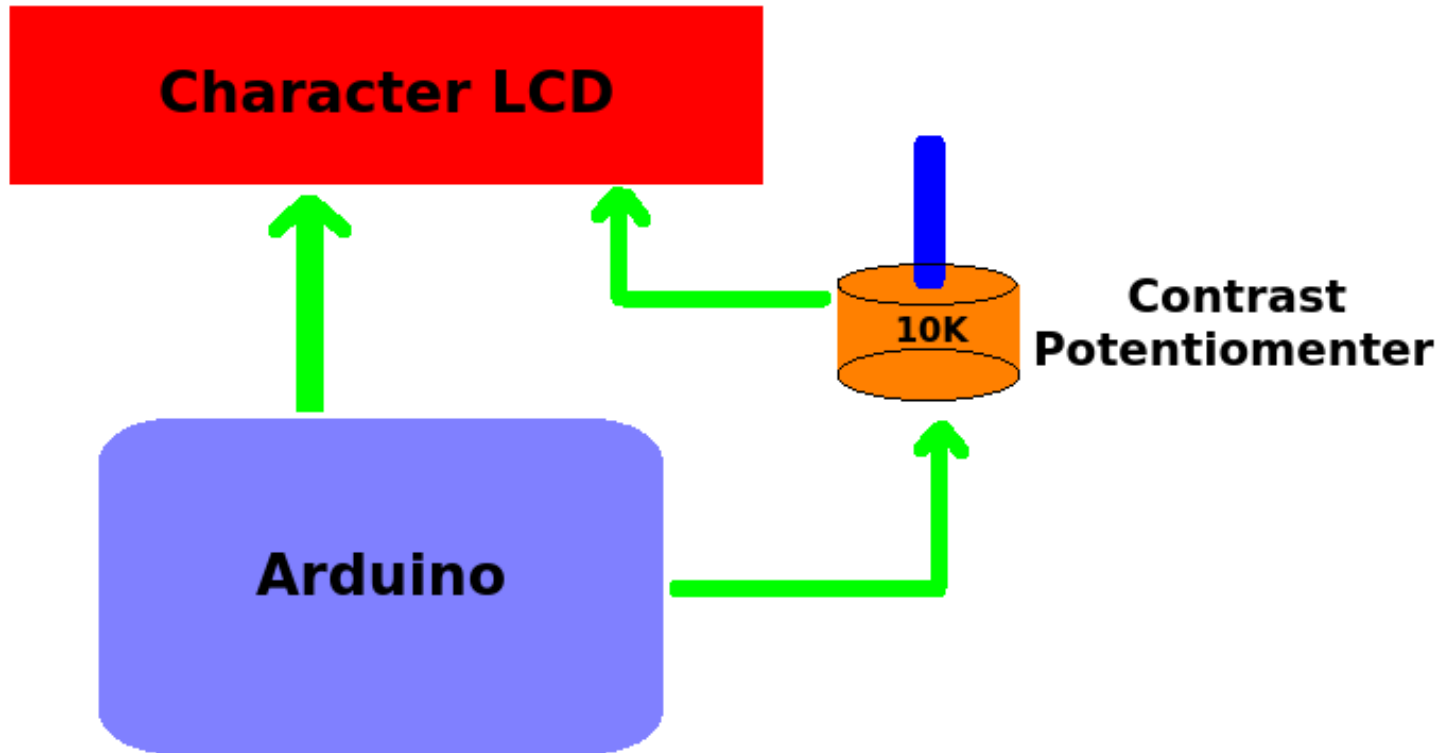 Character LCD
10K
Contrast
Potentiomenter
Arduino